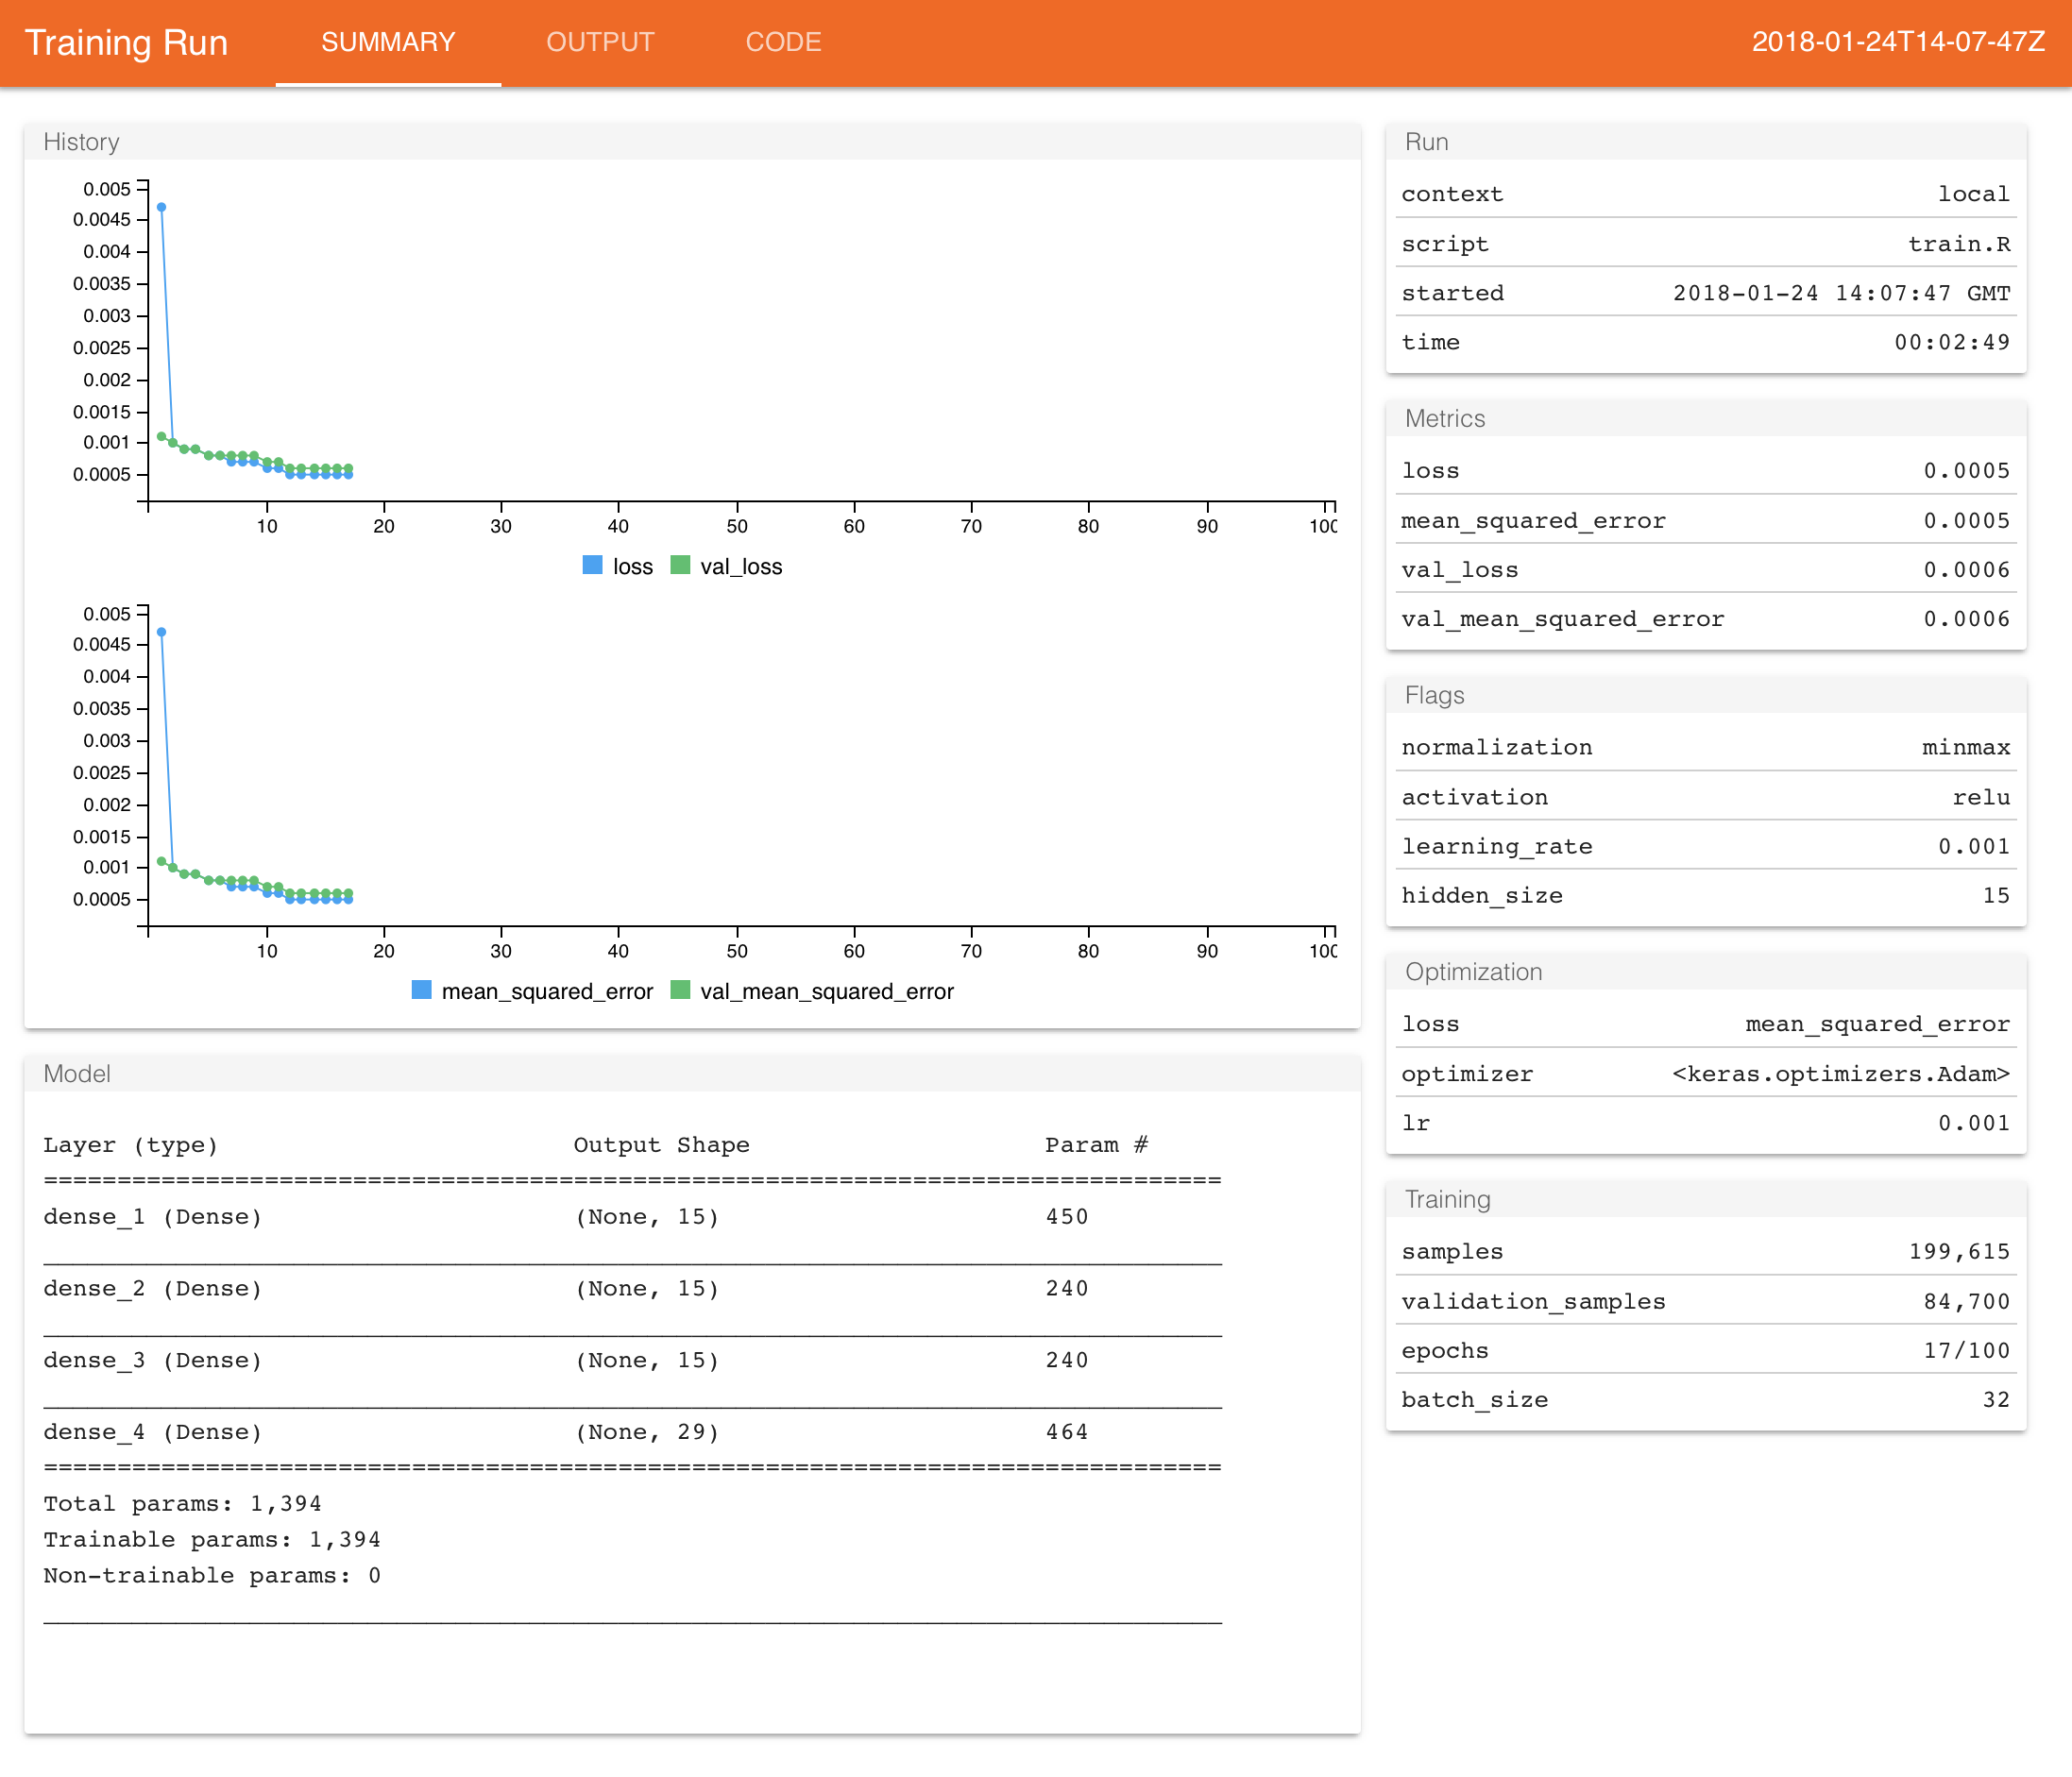 Training Run SUMMARY OUTPUT CODE 2018-01-24T14-07-47Z
History
0.005
0.0045
0.004
0.0035
0.003
0.0025
0.002
0.0015
0.001
0.0005
10 20 30 40 50 60 70 80 90 100
loss val_loss
0.005
0.0045
0.004
0.0035
0.003
0.0025
0.002
0.0015
0.001
0.0005
10 20 30 40 50 60 70 80 90 100
mean_squared_error val_mean_squared_error
Model
Layer (type) Output Shape Param #
================================================================================
dense_1 (Dense) (None, 15) 450
________________________________________________________________________________
dense_2 (Dense) (None, 15) 240
________________________________________________________________________________
dense_3 (Dense) (None, 15) 240
________________________________________________________________________________
dense_4 (Dense) (None, 29) 464
================================================================================
Total params: 1,394
Trainable params: 1,394
Non-trainable params: 0
________________________________________________________________________________
Run
context local
script train.R
started 2018-01-24 14:07:47 GMT
time 00:02:49
Metrics
loss 0.0005
mean_squared_error 0.0005
val_loss 0.0006
val_mean_squared_error 0.0006
Flags
normalization minmax
activation relu
learning_rate 0.001
hidden_size 15
Optimization
loss mean_squared_error
optimizer <keras.optimizers.Adam>
lr 0.001
Training
samples 199,615
validation_samples 84,700
epochs 17/100
batch_size 32